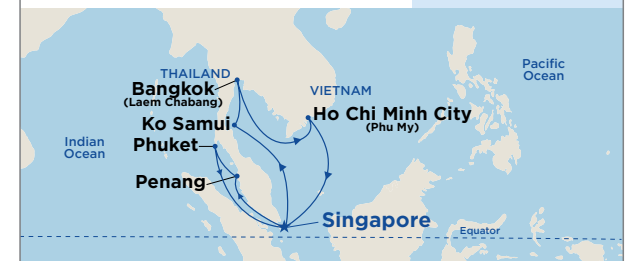 Pacific
Ocean
THAILAND
Bangkok
(Laem Chabang)
VIETNAM
Ho Chi Minh City
(Phu My)
Ko Samui
Indian
Ocean
Phuket
Penang
Singapore
Equator